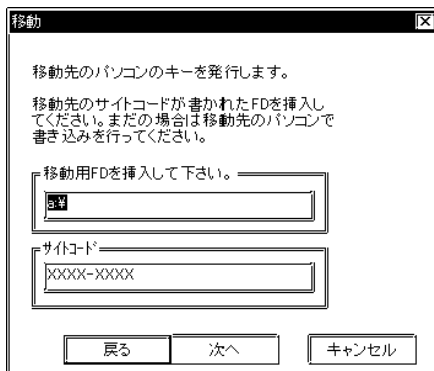 移動
移動先のパソコンのキーを発行します。
移動先のサイトコードが書かれたFDを挿入し
てください。まだの場合は移動先のパソコンで
書き込みを行ってください。
移動用FDを挿入して下さい。
a:¥
サイトコード
XXXX-XXXX
戻る 次へ キャンセル